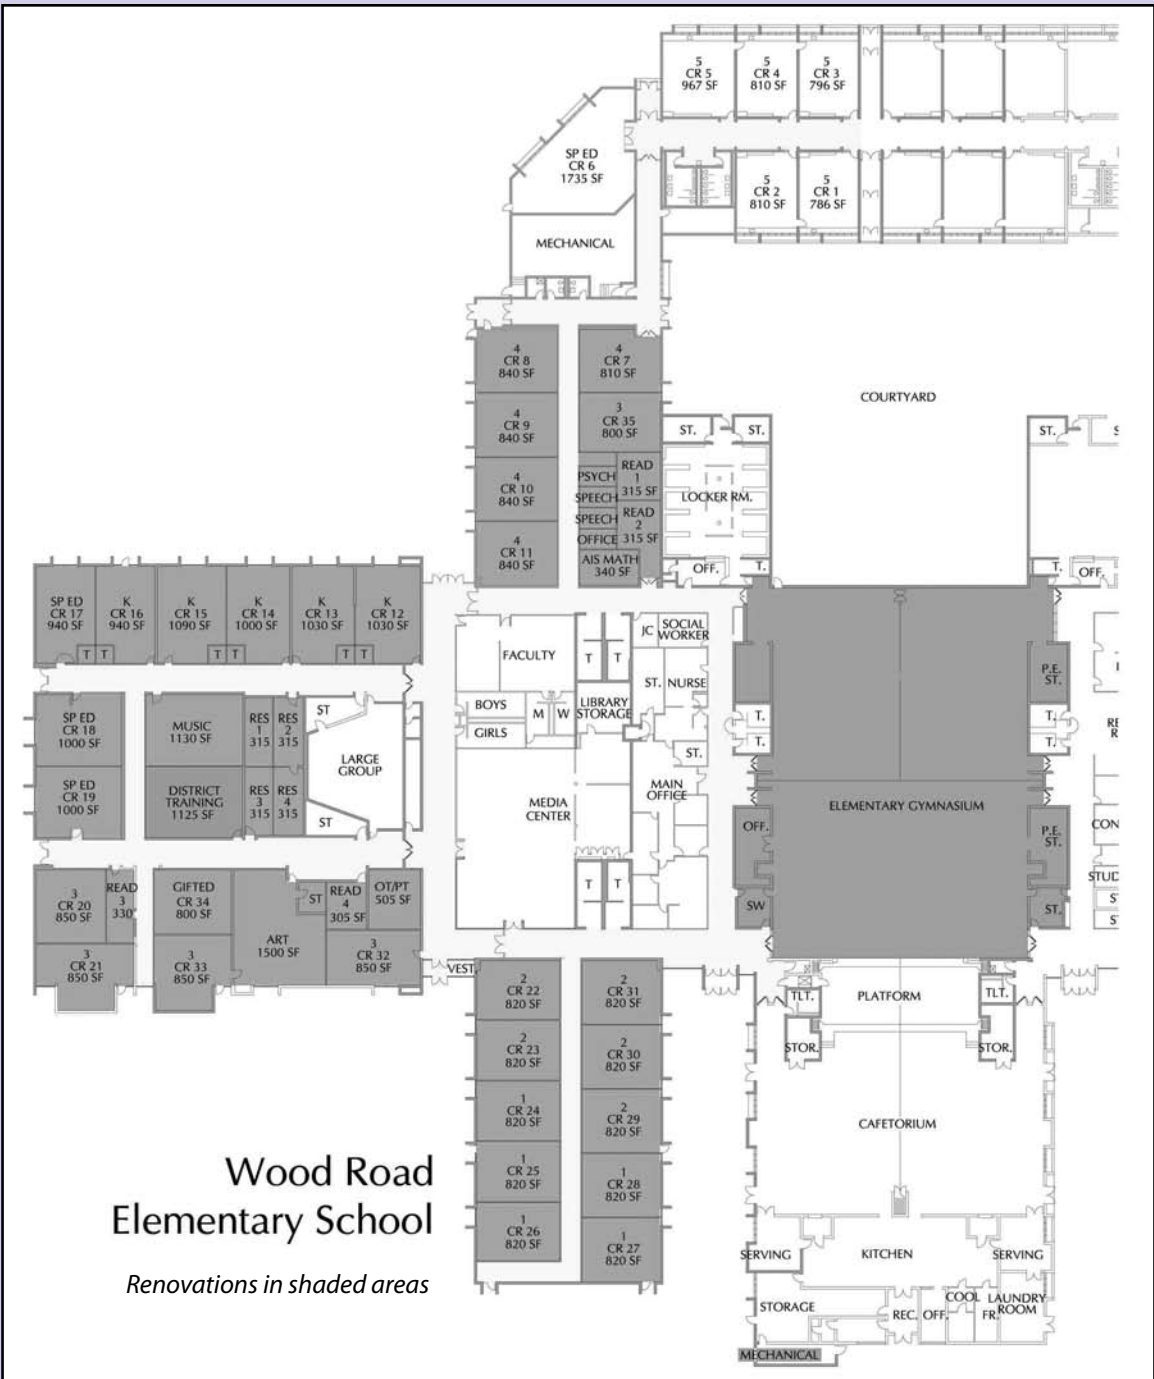 5
CR 5
967 SF
5
CR 4
810 SF
5
CR 3
796 SF
SP ED
CR 6
1735 SF
5
CR 2
810 SF
5
CR 1
786 SF
MECHANICAL
4
CR 8
840 SF
4
CR 7
810 SF
COURTYARD
4
CR 9
840 SF
3
CR 35
800 SF
ST.
ST.
ST.
4
CR 10
840 SF
PSYCH
READ
1
315 SF
SPEECH
LOCKER RM.
SPEECH
READ
2
315 SF
OFFICE
4
CR 11
840 SF
AIS MATH
340 SF
OFF.
T.
T.
OFF.
SP ED
CR 17
940 SF
K
CR 16
940 SF
K
CR 15
1090 SF
K
CR 14
1000 SF
K
CR 13
1030 SF
K
CR 12
1030 SF
T
T
T
T
T
T
JC
SOCIAL
WORKER
FACULTY
T
T
ST.
NURSE
P.E.
ST.
SP ED
CR 18
1000 SF
MUSIC
1130 SF
RES
1
315
RES
2
315
ST
BOYS
GIRLS
M
W
LIBRARY
STORAGE
T.
T.
T.
T.
RE
R
LARGE
GROUP
ST.
SP ED
CR 19
1000 SF
DISTRICT
TRAINING
1125 SF
RES
3
315
RES
4
315
ST
MEDIA
CENTER
MAIN
OFFICE
ELEMENTARY GYMNASIUM
OFF.
P.E.
ST.
CON
3
CR 20
850 SF
READ
3
330
GIFTED
CR 34
800 SF
ST
READ
4
305 SF
OT/PT
505 SF
T
T
STUD
SW
ST.
S
S
ART
1500 SF
3
CR 21
850 SF
3
CR 33
850 SF
3
CR 32
850 SF
VEST.
2
CR 22
820 SF
2
CR 31
820 SF
TLT.
PLATFORM
TLT.
2
CR 23
820 SF
2
CR 30
820 SF
STOR.
STOR.
1
CR 24
820 SF
2
CR 29
820 SF
CAFETORIUM
1
CR 25
820 SF
1
CR 28
820 SF
1
CR 26
820 SF
1
CR 27
820 SF
Wood Road
Elementary School
Renovations in shaded areas
SERVING
KITCHEN
SERVING
STORAGE
REC.
OFF.
COOL
FR.
LAUNDRY
ROOM
MECHANICAL